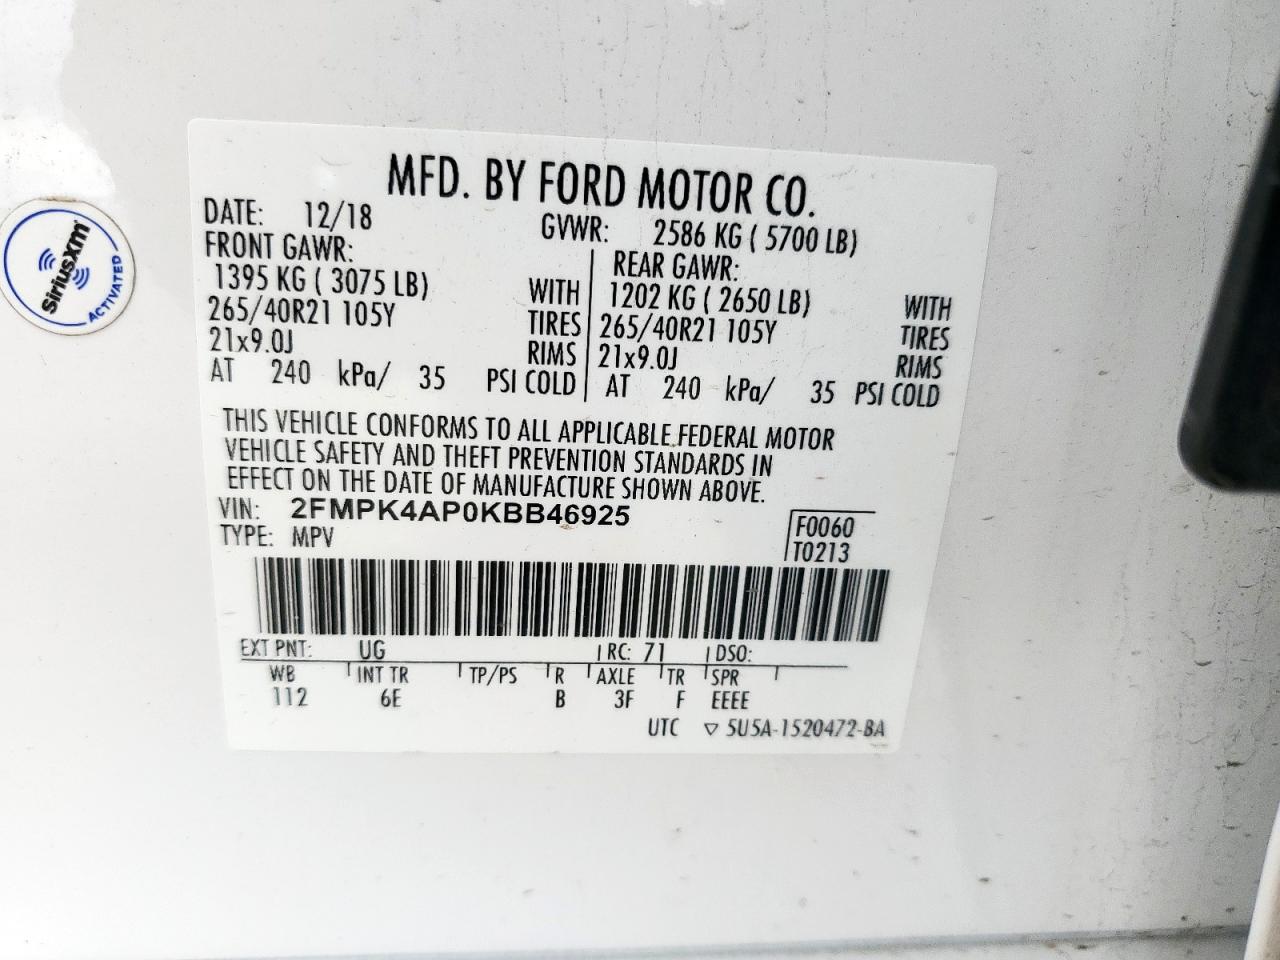 MFD. BY FORD MOTOR CO.
DATE: 12/18 GVWR: 2586 KG ( 5700 LB)
FRONT GAWR: REAR GAWR:
1395 KG ( 3075 LB) WITH 1202 KG ( 2650 LB) WITH
265/40R21 105Y TIRES 265/40R21 105Y TIRES
21x9.0J RIMS 21x9.0J RIMS
AT 240 kPa/ 35 PSI COLD AT 240 kPa/ 35 PSI COLD
THIS VEHICLE CONFORMS TO ALL APPLICABLE FEDERAL MOTOR
VEHICLE SAFETY AND THEFT PREVENTION STANDARDS IN
EFFECT ON THE DATE OF MANUFACTURE SHOWN ABOVE.
VIN: 2FMPK4AP0KBB46925
TYPE: MPV
F0060
T0213
EXT PNT: UG RC: 71 DSO:
WB INT TR TP/PS R AXLE TR SPR
112 6E B 3F F EEEE
UTC ▽ 5U5A-1520472-BA
SiriusXm
ACTIVATED